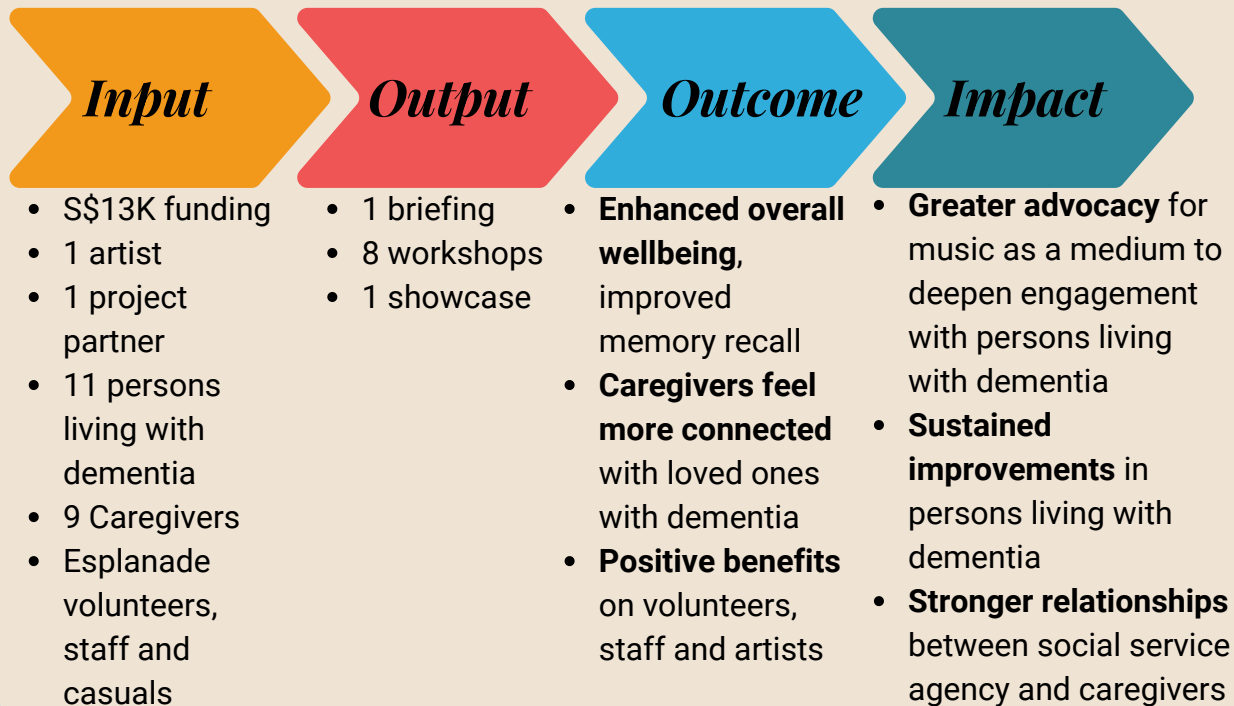 Input
Output
Outcome
Impact
• S$13K funding
• 1 artist
• 1 project
partner
• 11 persons
living with
dementia
• 9 Caregivers
• Esplanade
volunteers,
staff and
casuals
• 1 briefing
• 8 workshops
• 1 showcase
• Enhanced overall
wellbeing,
improved
memory recall
• Caregivers feel
more connected
with loved ones
with dementia
• Positive benefits
on volunteers,
staff and artists
• Greater advocacy for
music as a medium to
deepen engagement
with persons living
with dementia
• Sustained
improvements in
persons living with
dementia
• Stronger relationships
between social service
agency and caregivers